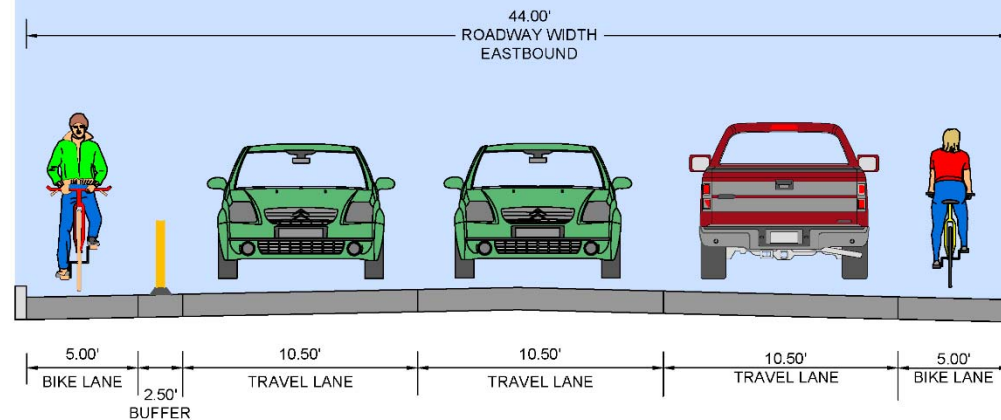 44.00'
ROADWAY WIDTH
EASTBOUND
5.00'
BIKE LANE
2.50'
BUFFER
10.50'
TRAVEL LANE
10.50'
TRAVEL LANE
10.50'
TRAVEL LANE
5.00'
BIKE LANE